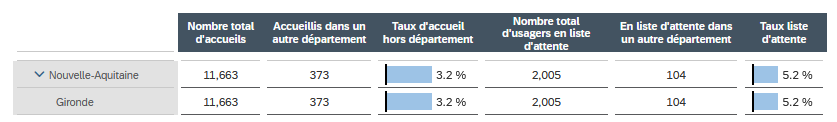 Nombre total d'accueils
Accueillis dans un autre département
Taux d'accueil hors département
Nombre total d'usagers en liste d'attente
En liste d'attente dans un autre département
Taux liste d'attente
Nouvelle-Aquitaine 11,663 373 3.2 % 2,005 104 5.2 %
Gironde 11,663 373 3.2 % 2,005 104 5.2 %